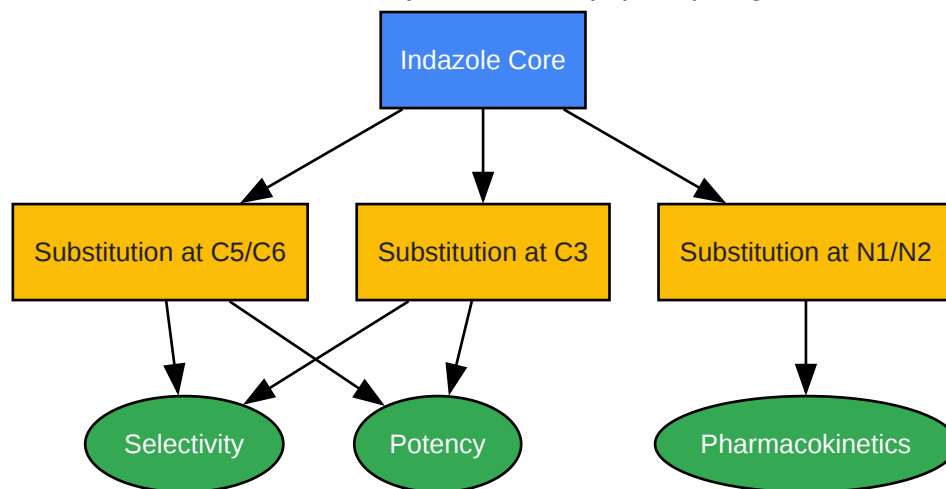 Indazole Core
Substitution at C5/C6
Substitution at C3
Substitution at N1/N2
Selectivity
Potency
Pharmacokinetics